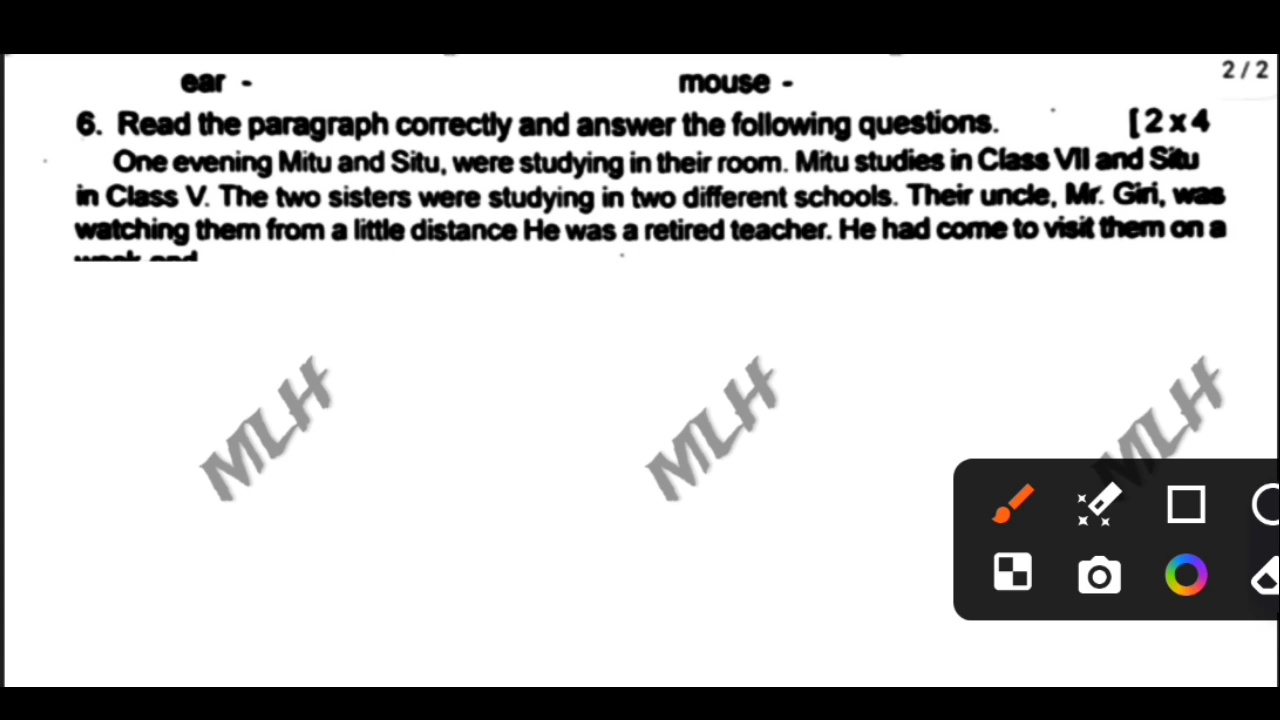 2 / 2
ear - mouse -
6. Read the paragraph correctly and answer the following questions. [ 2 x 4
One evening Mitu and Situ, were studying in their room. Mitu studies in Class VII and Situ
in Class V. The two sisters were studying in two different schools. Their uncle, Mr. Giri, was
watching them from a little distance He was a retired teacher. He had come to visit them on a
week end
MLH MLH MLH